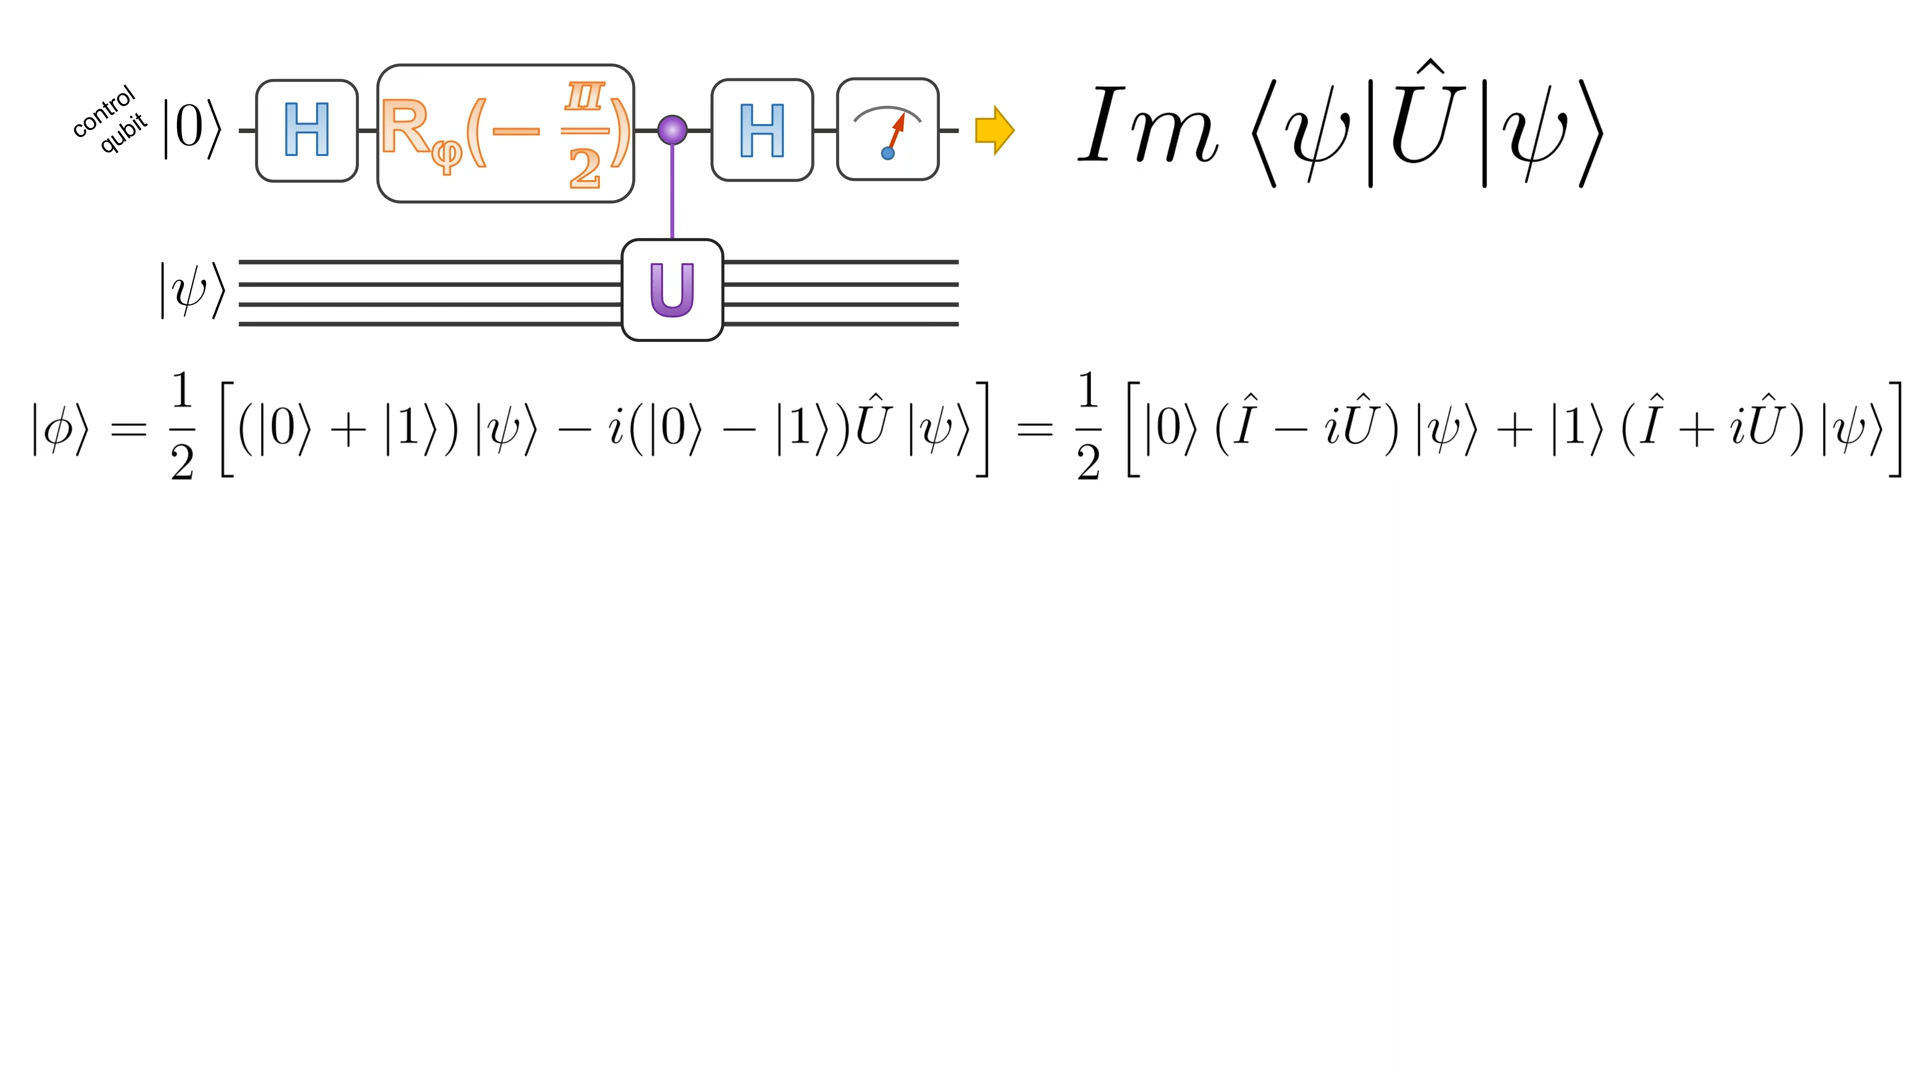 control
qubit
|0⟩ H R_φ(− π/2) H Im ⟨ψ|Û|ψ⟩
|ψ⟩ U
|ϕ⟩ = 1/2 [(|0⟩ + |1⟩) |ψ⟩ − i(|0⟩ − |1⟩)Û |ψ⟩] = 1/2 [|0⟩ (Î − iÛ) |ψ⟩ + |1⟩ (Î + iÛ) |ψ⟩]